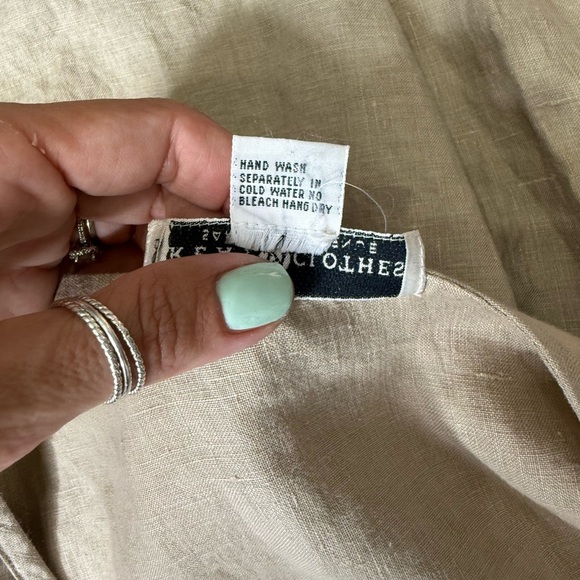 HAND WASH
SEPARATELY IN
COLD WATER NO
BLEACH HANG DRY
CLOTHES